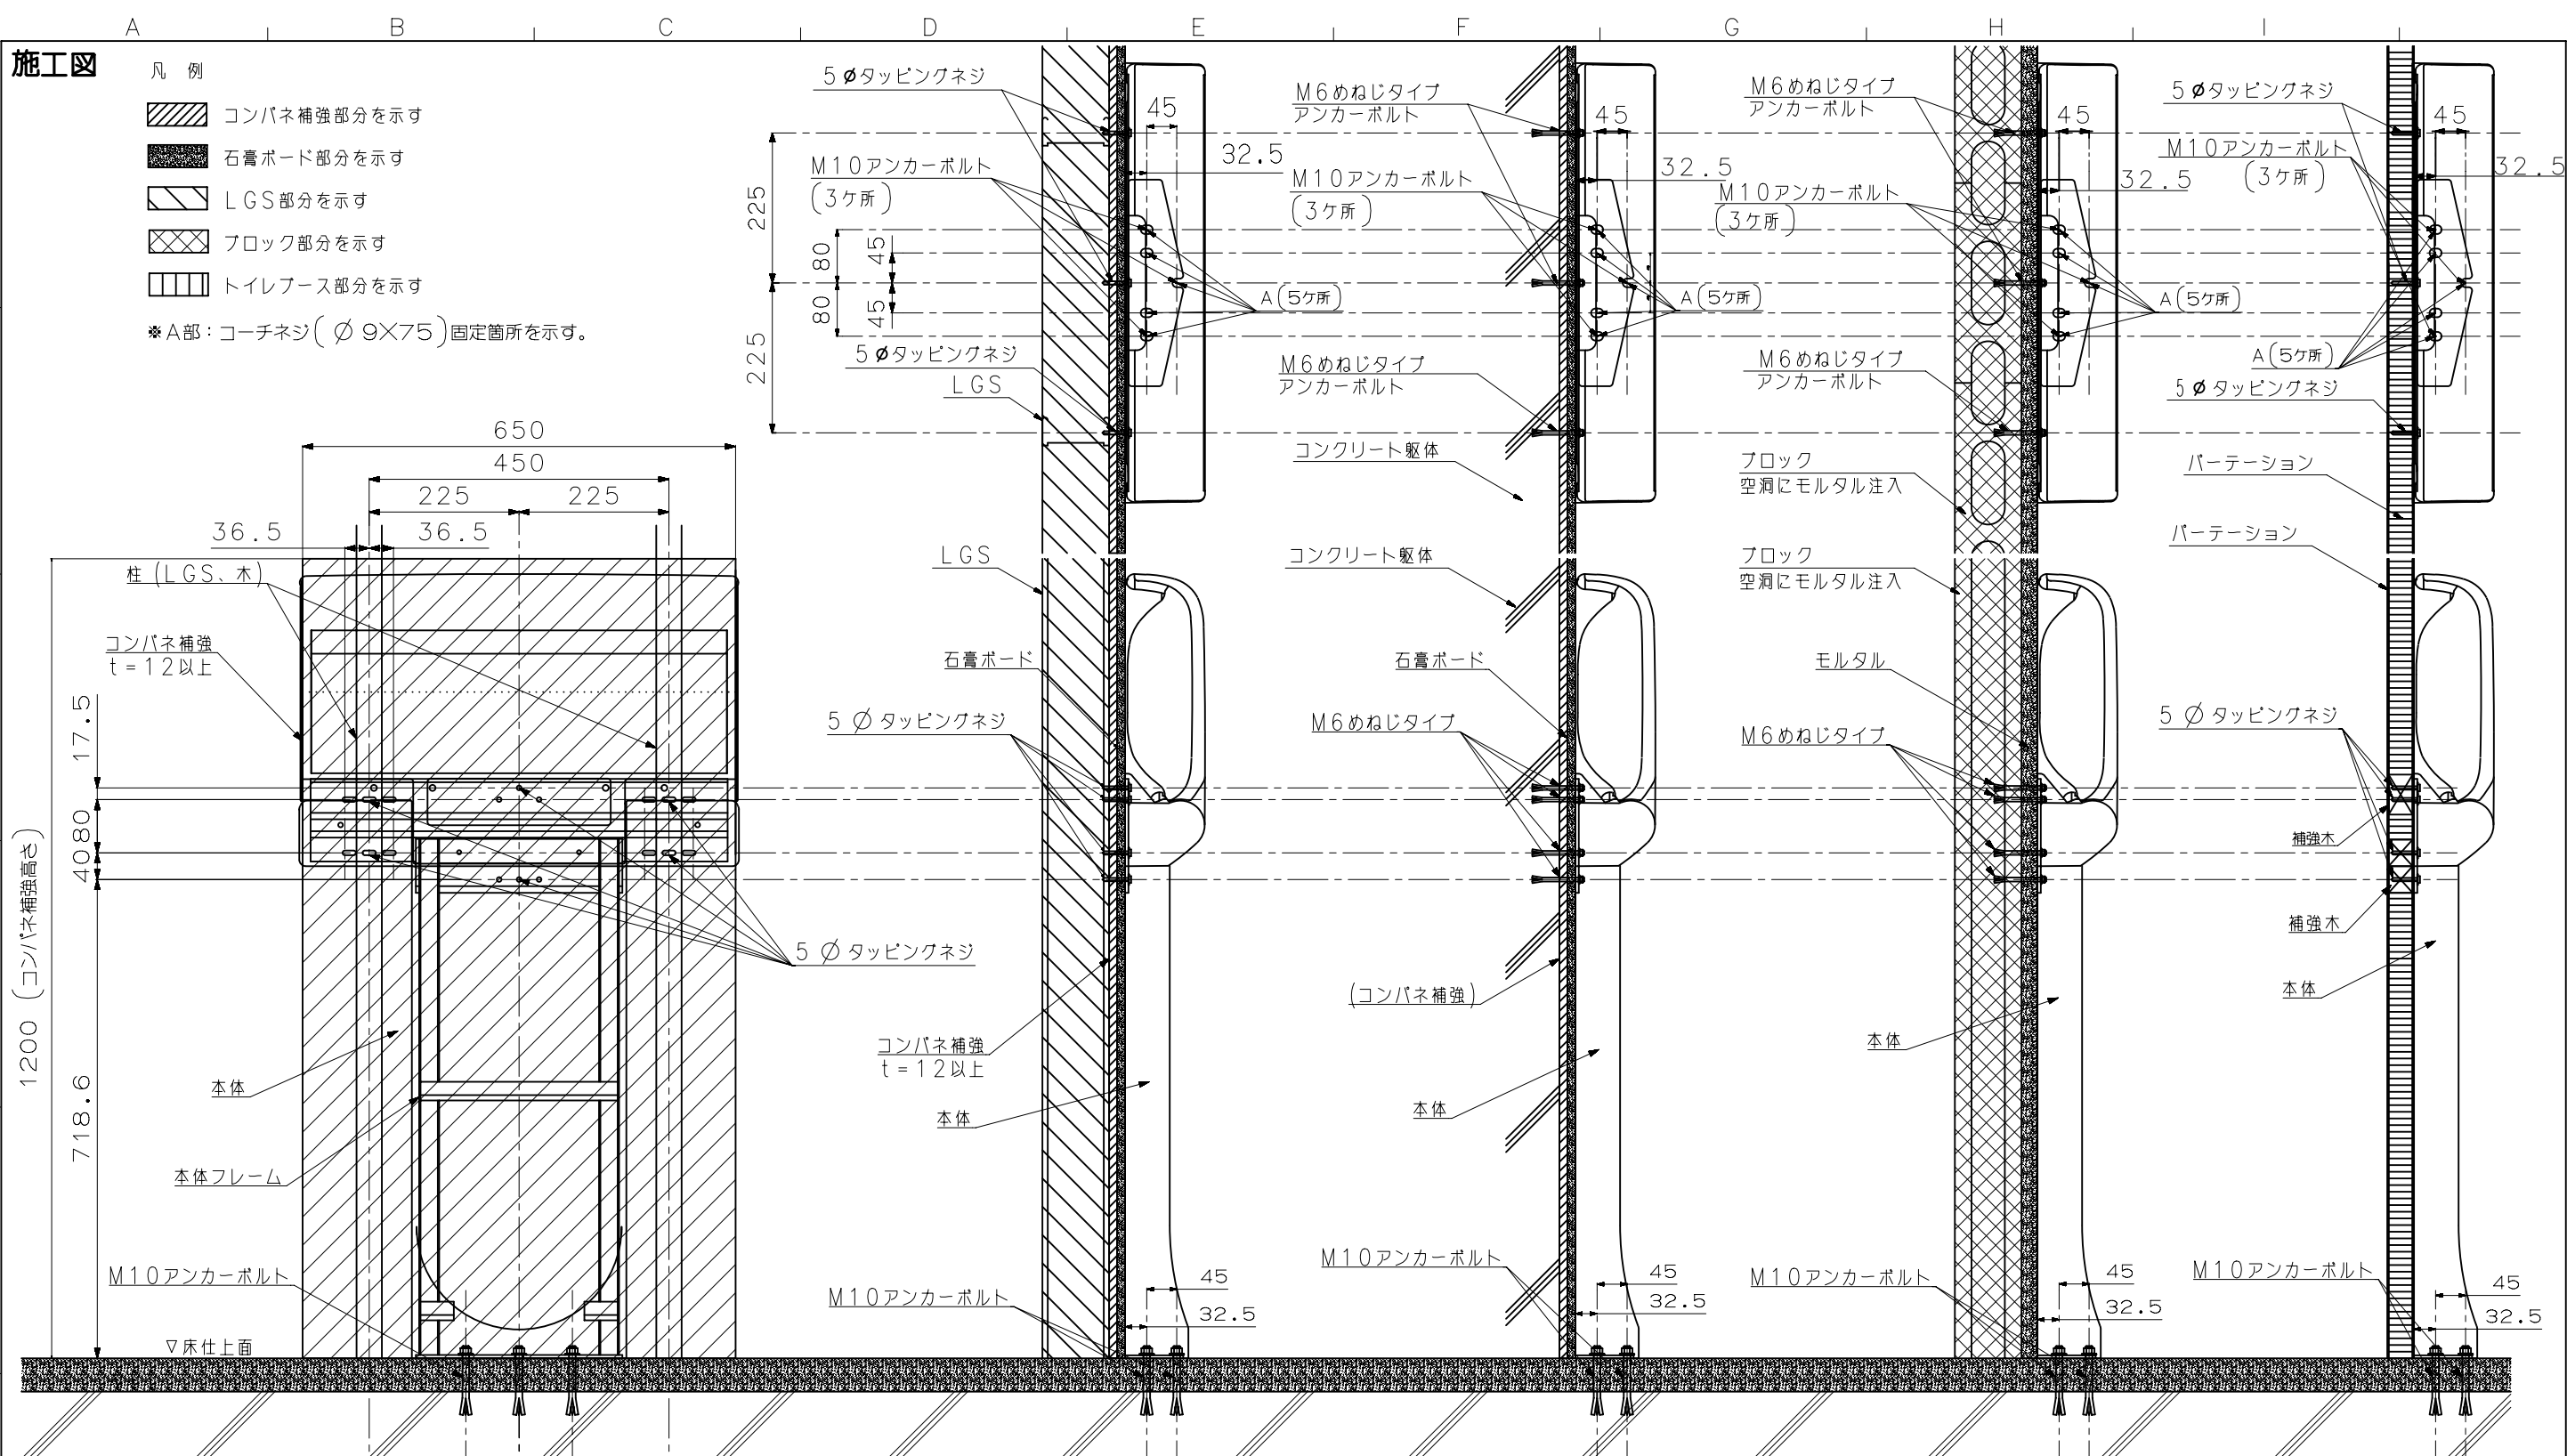 A B C D E F G H I
施工図
凡 例
コンパネ補強部分を示す
石膏ボード部分を示す
LGS部分を示す
ブロック部分を示す
トイレブース部分を示す
※A部：コーチネジ(∅9×75)固定箇所を示す。
650
450
225 225
36.5 36.5
柱(LGS、木)
コンパネ補強
t=12以上
17.5
80
40
718.6
1200 (コンパネ補強高さ)
5∅タッピングネジ
本体
本体フレーム
M10アンカーボルト
▽床仕上面
5φタッピングネジ
45
32.5
M10アンカーボルト
(3ケ所)
225
80
45
45
80
225
A(5ケ所)
5φタッピングネジ
LGS
LGS
石膏ボード
5∅タッピングネジ
コンパネ補強
t=12以上
本体
M10アンカーボルト
45
32.5
M6めねじタイプ
アンカーボルト
45
32.5
M10アンカーボルト
(3ケ所)
A(5ケ所)
M6めねじタイプ
アンカーボルト
コンクリート躯体
コンクリート躯体
石膏ボード
M6めねじタイプ
(コンパネ補強)
本体
M10アンカーボルト
45
32.5
M6めねじタイプ
アンカーボルト
45
32.5
M10アンカーボルト
(3ケ所)
A(5ケ所)
M6めねじタイプ
アンカーボルト
ブロック
空洞にモルタル注入
ブロック
空洞にモルタル注入
モルタル
M6めねじタイプ
本体
M10アンカーボルト
45
32.5
5φタッピングネジ
45
M10アンカーボルト
(3ケ所)
32.5
A(5ケ所)
5φタッピングネジ
パーテーション
パーテーション
5∅タッピングネジ
補強木
補強木
本体
M10アンカーボルト
45
32.5